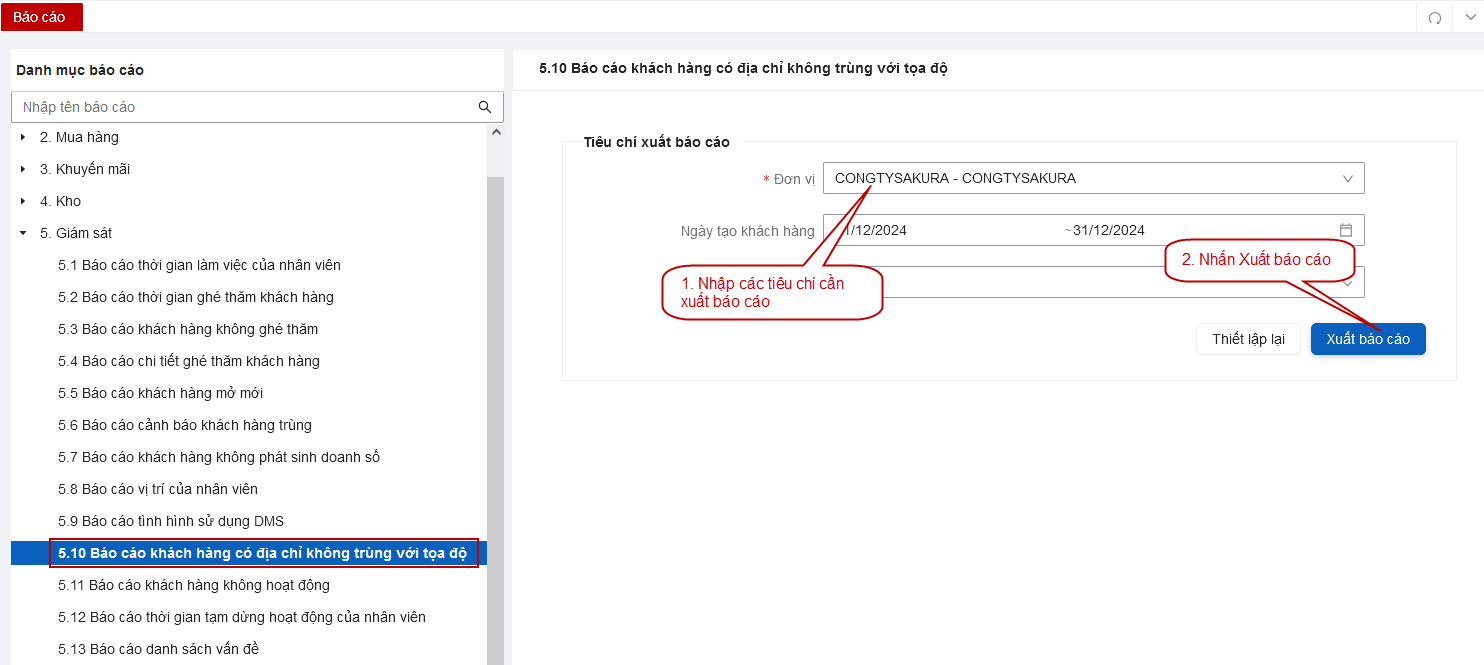 Báo cáo
Danh mục báo cáo
Nhập tên báo cáo
2. Mua hàng
3. Khuyến mãi
4. Kho
5. Giám sát
5.1 Báo cáo thời gian làm việc của nhân viên
5.2 Báo cáo thời gian ghé thăm khách hàng
5.3 Báo cáo khách hàng không ghé thăm
5.4 Báo cáo chi tiết ghé thăm khách hàng
5.5 Báo cáo khách hàng mở mới
5.6 Báo cáo cảnh báo khách hàng trùng
5.7 Báo cáo khách hàng không phát sinh doanh số
5.8 Báo cáo vị trí của nhân viên
5.9 Báo cáo tình hình sử dụng DMS
5.10 Báo cáo khách hàng có địa chỉ không trùng với tọa độ
5.11 Báo cáo khách hàng không hoạt động
5.12 Báo cáo thời gian tạm dừng hoạt động của nhân viên
5.13 Báo cáo danh sách vấn đề
5.10 Báo cáo khách hàng có địa chỉ không trùng với tọa độ
Tiêu chí xuất báo cáo
* Đơn vị
CONGTYSAKURA - CONGTYSAKURA
Ngày tạo khách hàng
1/12/2024 ~31/12/2024
1. Nhập các tiêu chí cần
xuất báo cáo
2. Nhấn Xuất báo cáo
Thiết lập lại
Xuất báo cáo